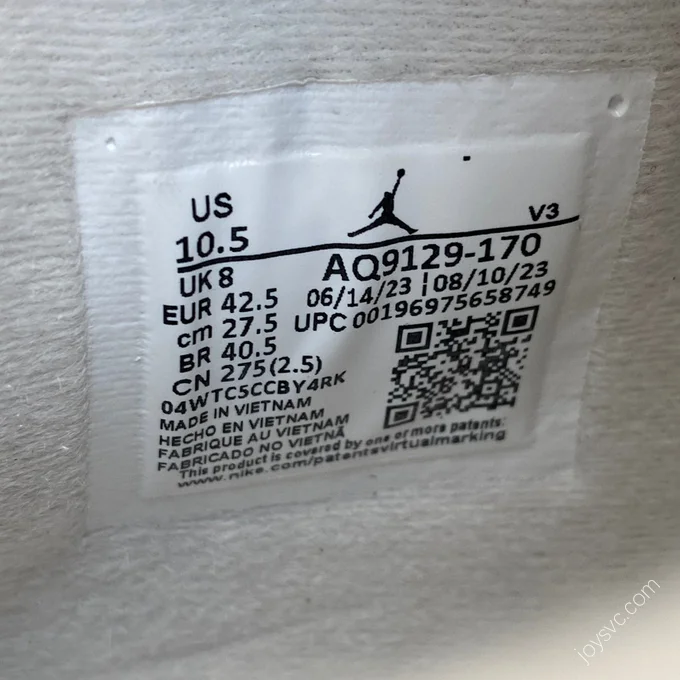 US
10.5
V3
UK 8
AQ9129-170
EUR 42.5
06/14/23 | 08/10/23
cm 27.5
UPC 00196975658749
BR 40.5
CN 275(2.5)
04WTC5CCBY4RK
MADE IN VIETNAM
HECHO EN VIETNAM
FABRIQUE AU VIETNAM
FABRICADO NO VIETNÃ
This product is covered by one or more patents:
www.nike.com/patentsvirtualmarking
joysvc.com